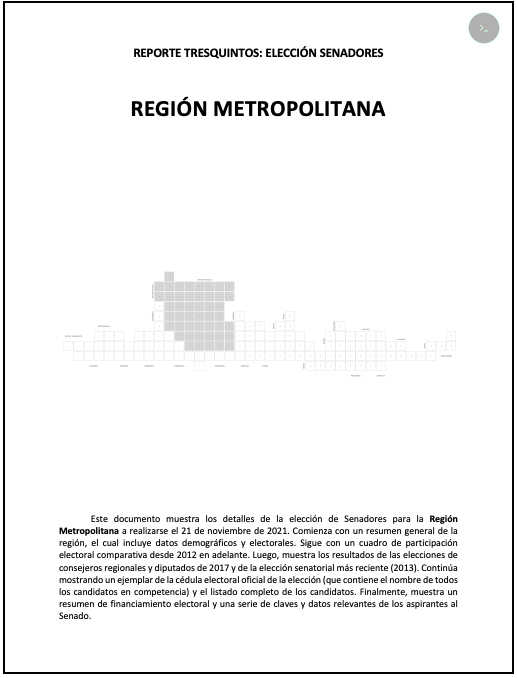 REPORTE TRESQUINTOS: ELECCIÓN SENADORES
REGIÓN METROPOLITANA
Este documento muestra los detalles de la elección de Senadores para la Región
Metropolitana a realizarse el 21 de noviembre de 2021. Comienza con un resumen general de la
región, el cual incluye datos demográficos y electorales. Sigue con un cuadro de participación
electoral comparativa desde 2012 en adelante. Luego, muestra los resultados de las elecciones de
consejeros regionales y diputados de 2017 y de la elección senatorial más reciente (2013). Continúa
mostrando un ejemplar de la cédula electoral oficial de la elección (que contiene el nombre de todos
los candidatos en competencia) y el listado completo de los candidatos. Finalmente, muestra un
resumen de financiamiento electoral y una serie de claves y datos relevantes de los aspirantes al
Senado.